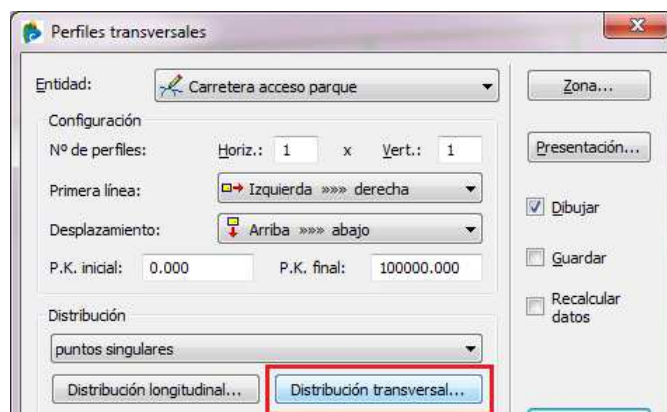 Perfiles transversales
Entidad: Carretera acceso parque
Zona...
Configuración
Nº de perfiles: Horiz.: 1 x Vert.: 1
Presentación...
Primera línea: Izquierda »»» derecha
Dibujar
Desplazamiento: Arriba »»» abajo
Guardar
P.K. inicial: 0.000 P.K. final: 100000.000
Recalcular
datos
Distribución
puntos singulares
Distribución longitudinal... Distribución transversal...